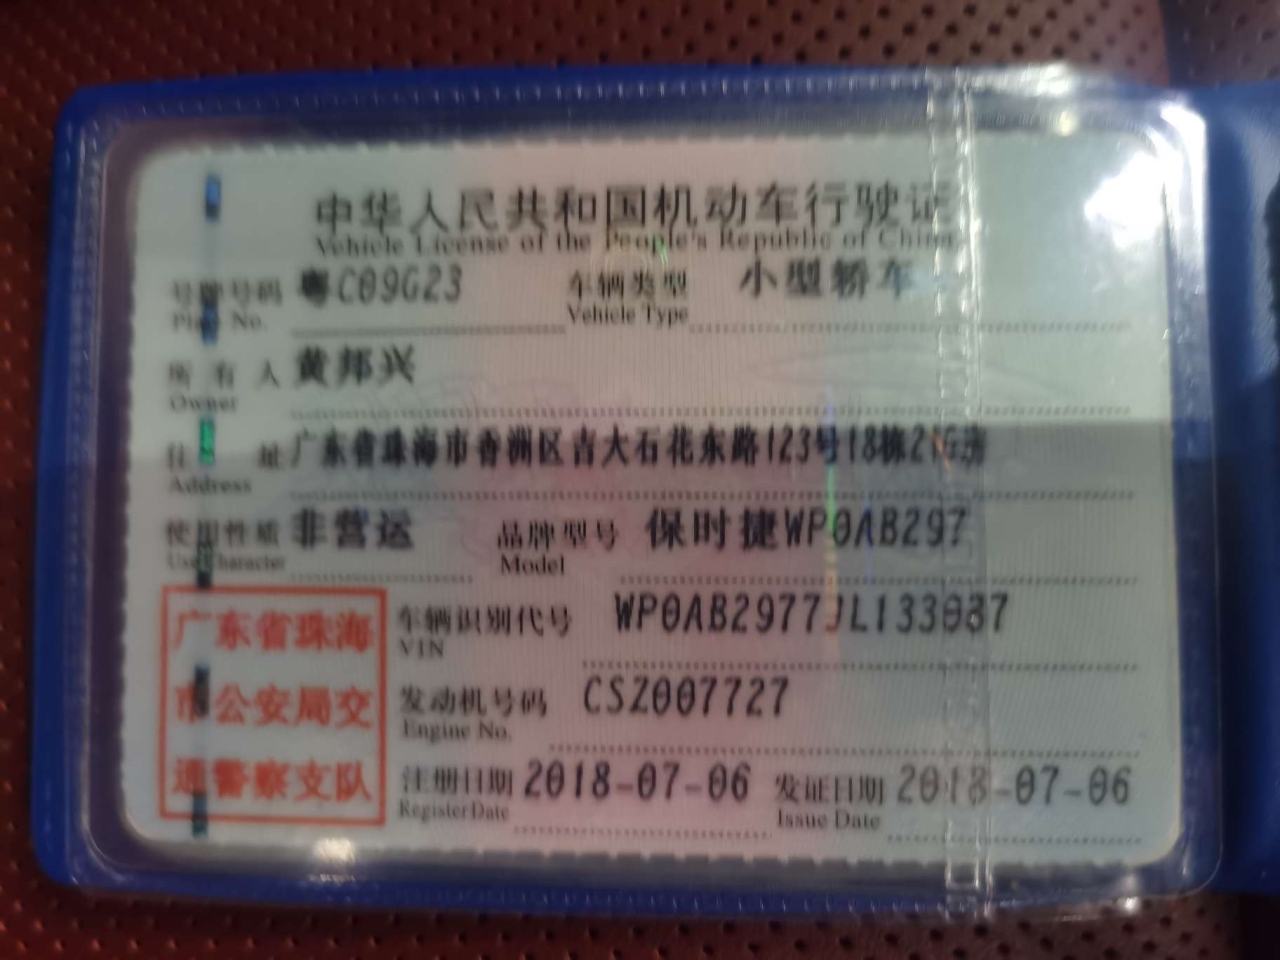 中华人民共和国机动车行驶证
Vehicle License of the People's Republic of China
号牌号码 粤C09G23 车辆类型 小型轿车
Plate No. Vehicle Type
所有人 黄邦兴
Owner
住址 广东省珠海市香洲区吉大石花东路123号18栋21G房
Address
使用性质 非营运 品牌型号 保时捷WP0AB297
Use Character Model
广东省珠海
市公安局交
通警察支队
车辆识别代号 WP0AB2977JL133087
VIN
发动机号码 CSZ007727
Engine No.
注册日期 2018-07-06 发证日期 2018-07-06
Register Date Issue Date